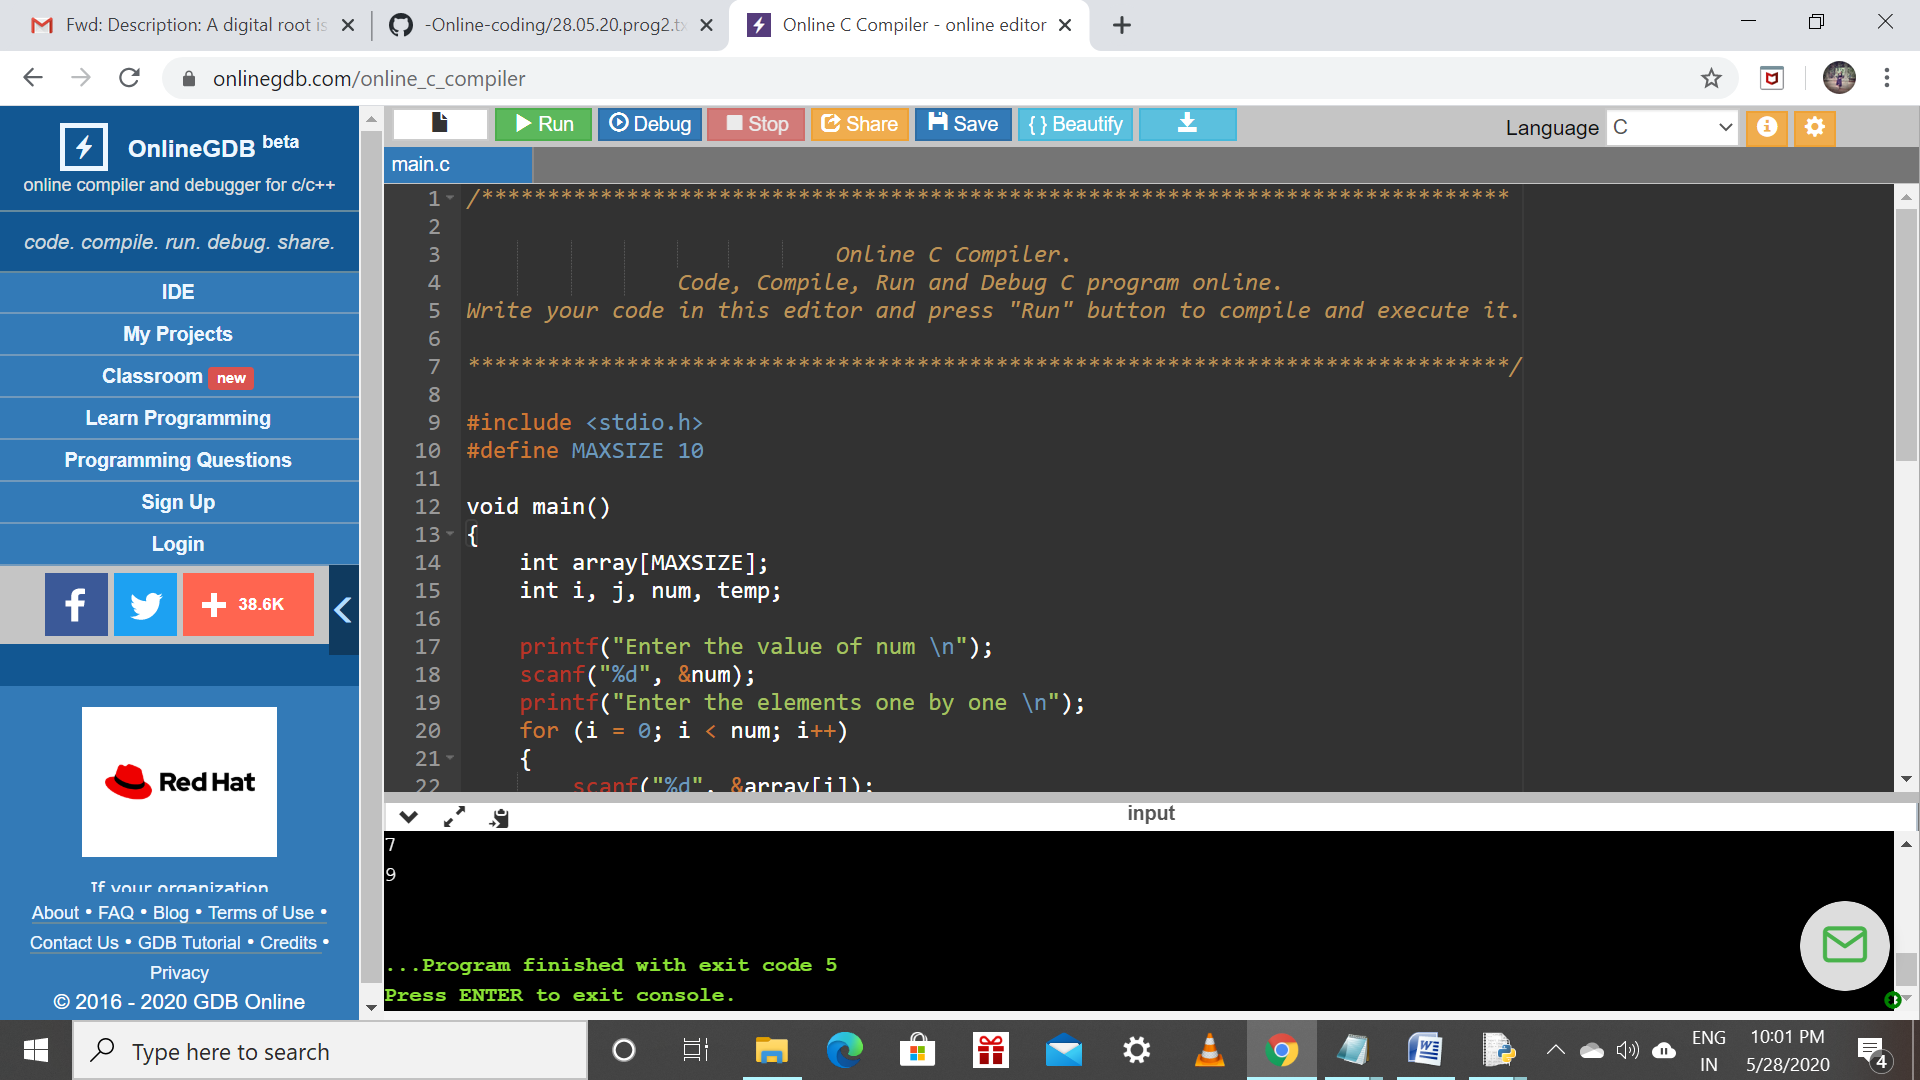 Fwd: Description: A digital root is
-Online-coding/28.05.20.prog2.tx
Online C Compiler - online editor
onlinegdb.com/online_c_compiler
OnlineGDB beta
online compiler and debugger for c/c++
code. compile. run. debug. share.
IDE
My Projects
Classroom new
Learn Programming
Programming Questions
Sign Up
Login
38.6K
Red Hat
If your organization
About • FAQ • Blog • Terms of Use •
Contact Us • GDB Tutorial • Credits •
Privacy
© 2016 - 2020 GDB Online
Run Debug Stop Share Save { } Beautify
Language C
main.c
1 /******************************************************************************
2
3 Online C Compiler.
4 Code, Compile, Run and Debug C program online.
5 Write your code in this editor and press "Run" button to compile and execute it.
6
7 *******************************************************************************/
8
9 #include <stdio.h>
10 #define MAXSIZE 10
11
12 void main()
13 {
14 int array[MAXSIZE];
15 int i, j, num, temp;
16
17 printf("Enter the value of num \n");
18 scanf("%d", &num);
19 printf("Enter the elements one by one \n");
20 for (i = 0; i < num; i++)
21 {
22 scanf("%d", &array[i]);
input
7
9
...Program finished with exit code 5
Press ENTER to exit console.
Type here to search
ENG
IN
10:01 PM
5/28/2020
4